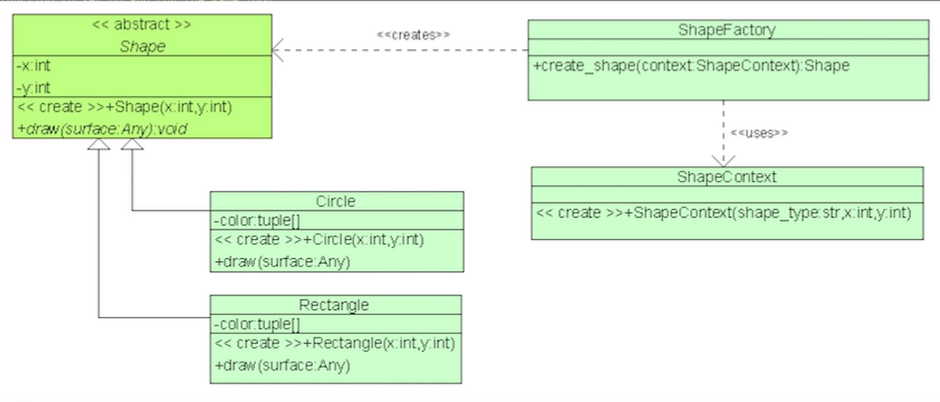 << abstract >>
Shape
-x:int
-y:int
<< create >>+Shape(x:int,y:int)
+draw(surface:Any):void
<<creates>>
ShapeFactory
+create_shape(context:ShapeContext):Shape
<<uses>>
ShapeContext
<< create >>+ShapeContext(shape_type:str,x:int,y:int)
Circle
-color:tuple[]
<< create >>+Circle(x:int,y:int)
+draw(surface:Any)
Rectangle
-color:tuple[]
<< create >>+Rectangle(x:int,y:int)
+draw(surface:Any)